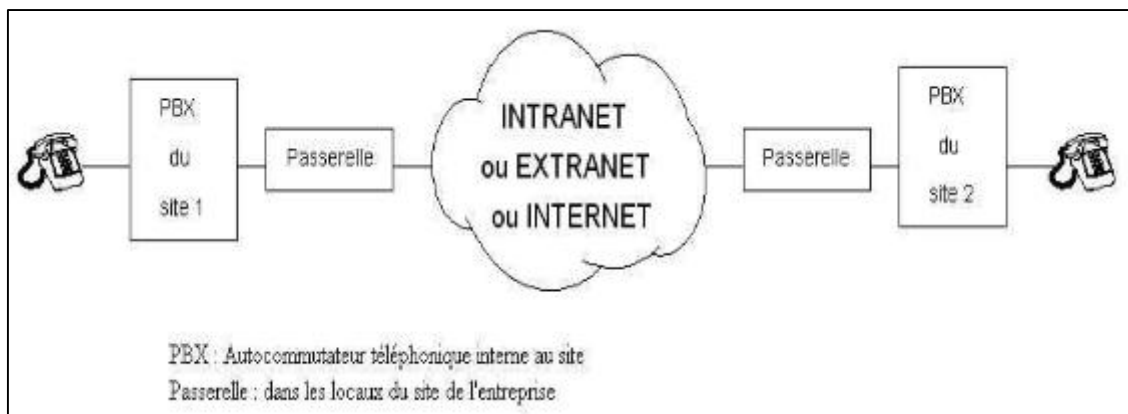 PBX
du
site 1
Passerelle
INTRANET
ou EXTRANET
ou INTERNET
Passerelle
PBX
du
site 2
PBX : Autocommutateur téléphonique interne au site
Passerelle : dans les locaux du site de l'entreprise